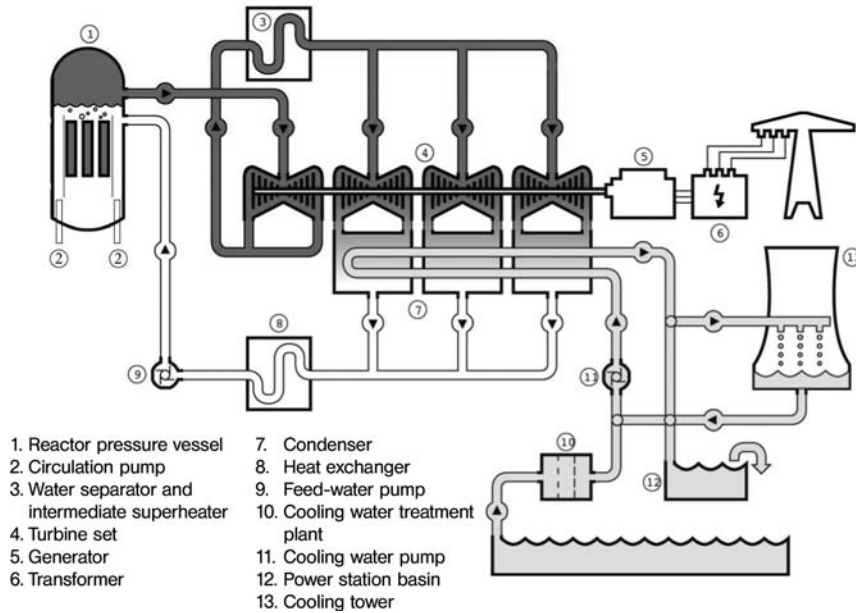 1
3
4
5
6
2
2
7
8
9
10
11
12
1. Reactor pressure vessel
2. Circulation pump
3. Water separator and
intermediate superheater
4. Turbine set
5. Generator
6. Transformer
7. Condenser
8. Heat exchanger
9. Feed-water pump
10. Cooling water treatment
plant
11. Cooling water pump
12. Power station basin
13. Cooling tower